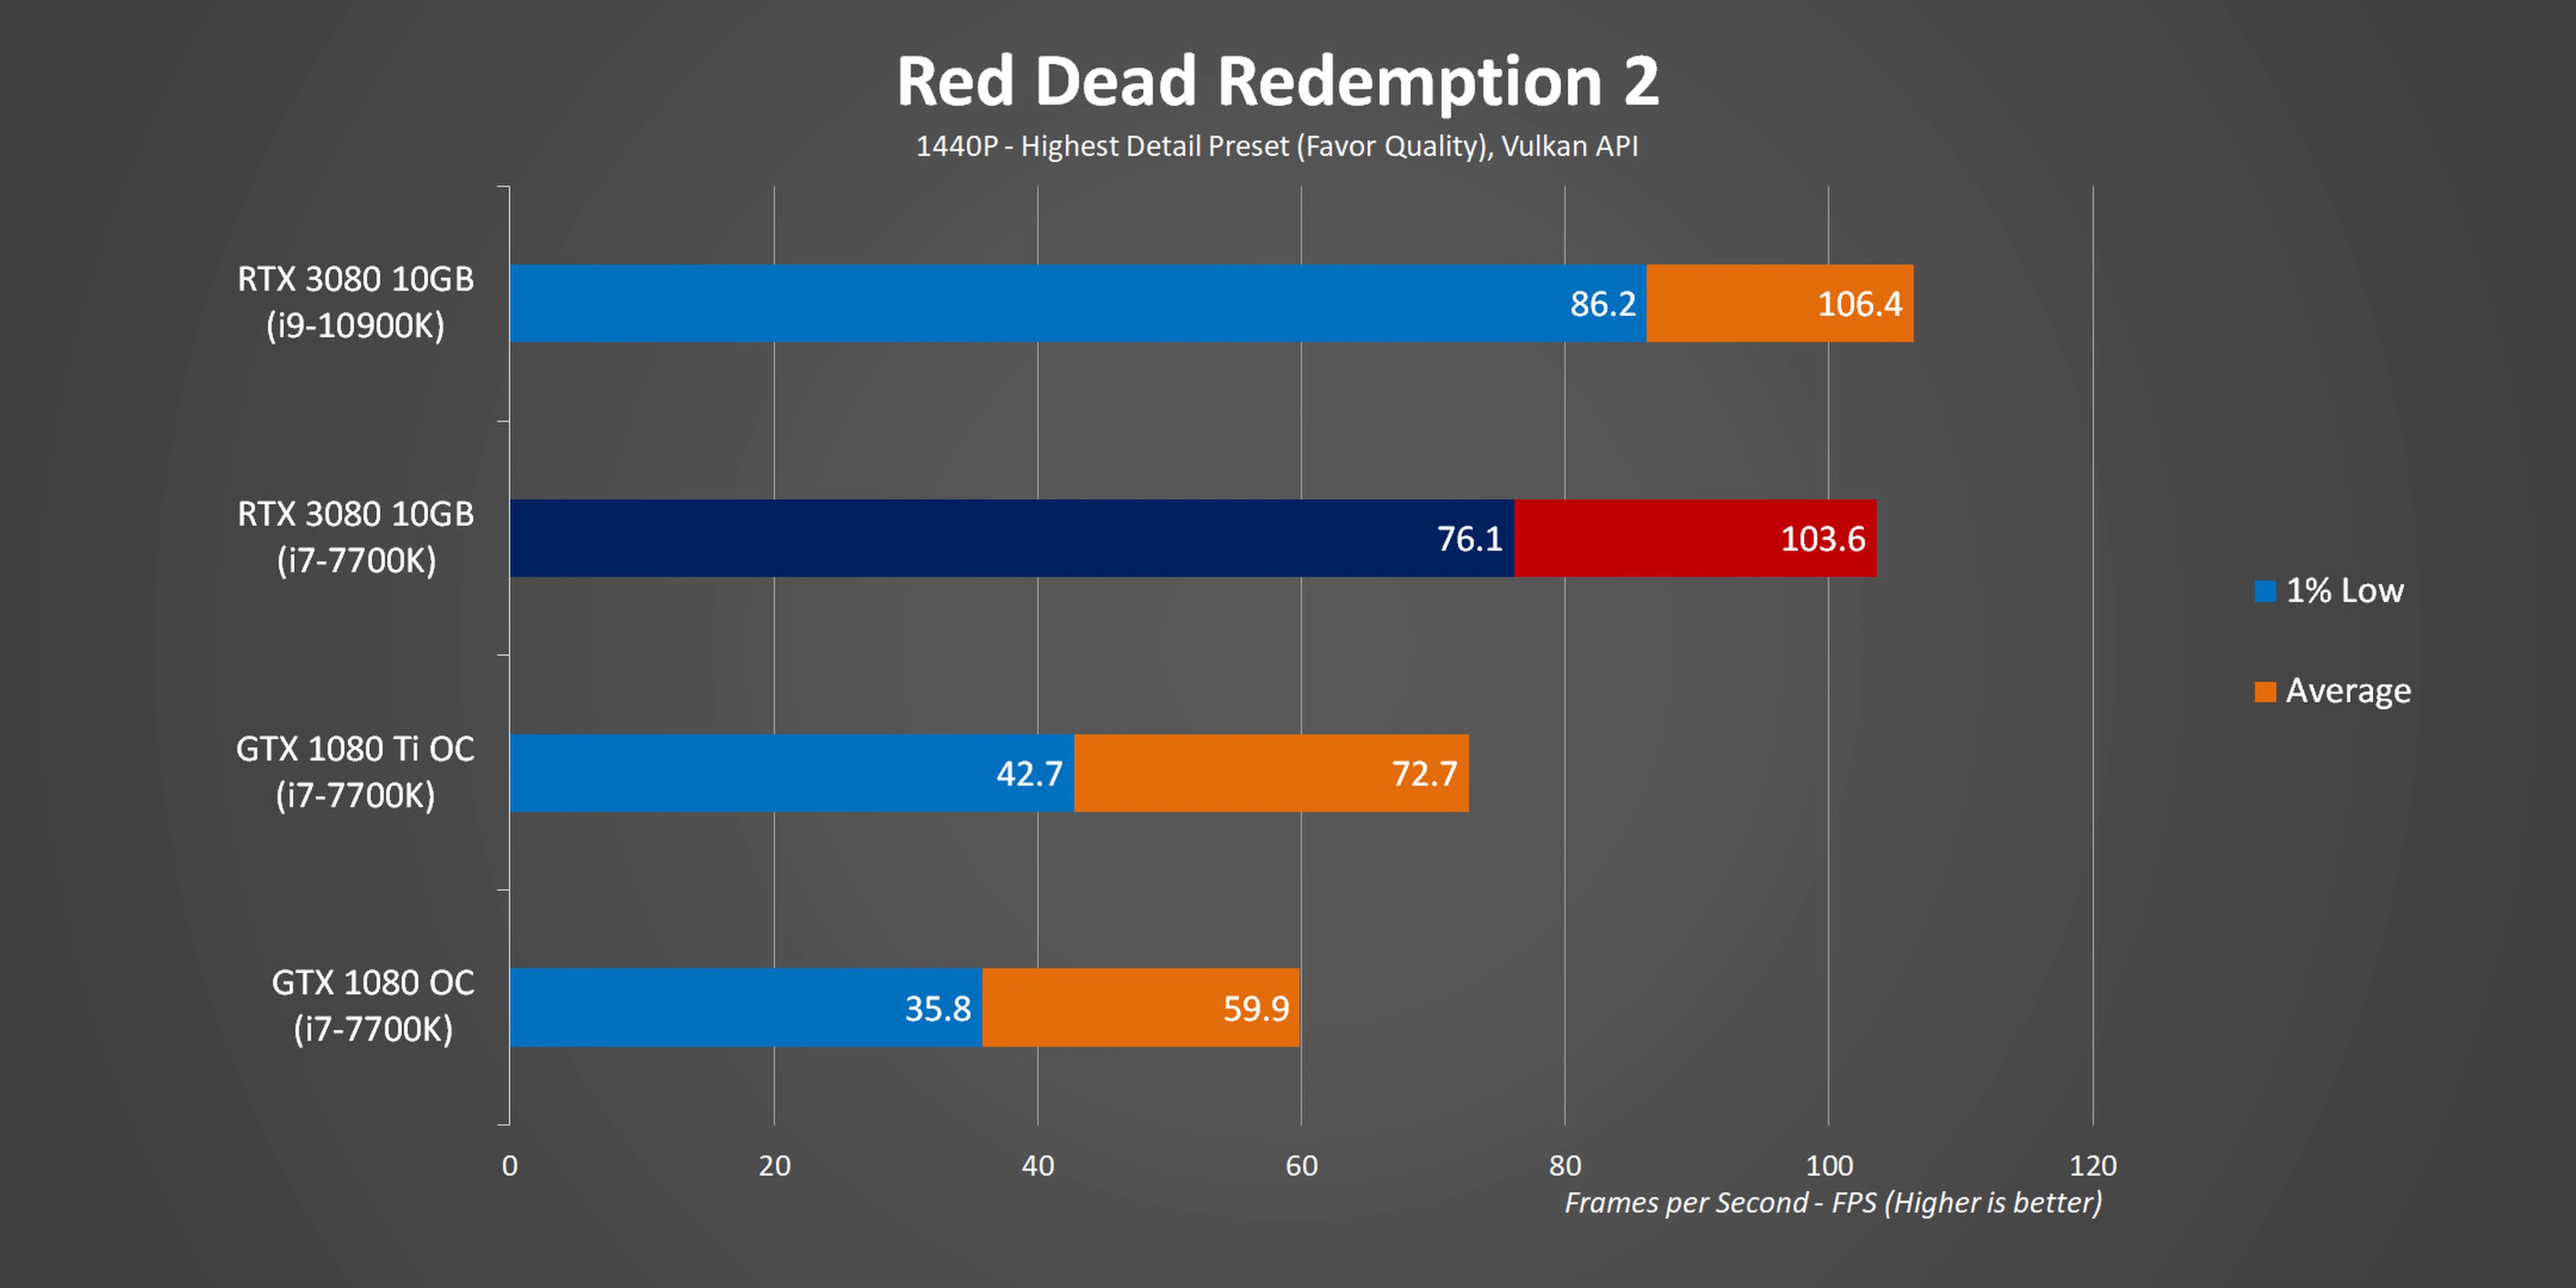 Red Dead Redemption 2
1440P - Highest Detail Preset (Favor Quality), Vulkan API
RTX 3080 10GB
(i9-10900K)
86.2
106.4
RTX 3080 10GB
(i7-7700K)
76.1
103.6
GTX 1080 Ti OC
(i7-7700K)
42.7
72.7
GTX 1080 OC
(i7-7700K)
35.8
59.9
1% Low
Average
0 20 40 60 80 100 120
Frames per Second - FPS (Higher is better)